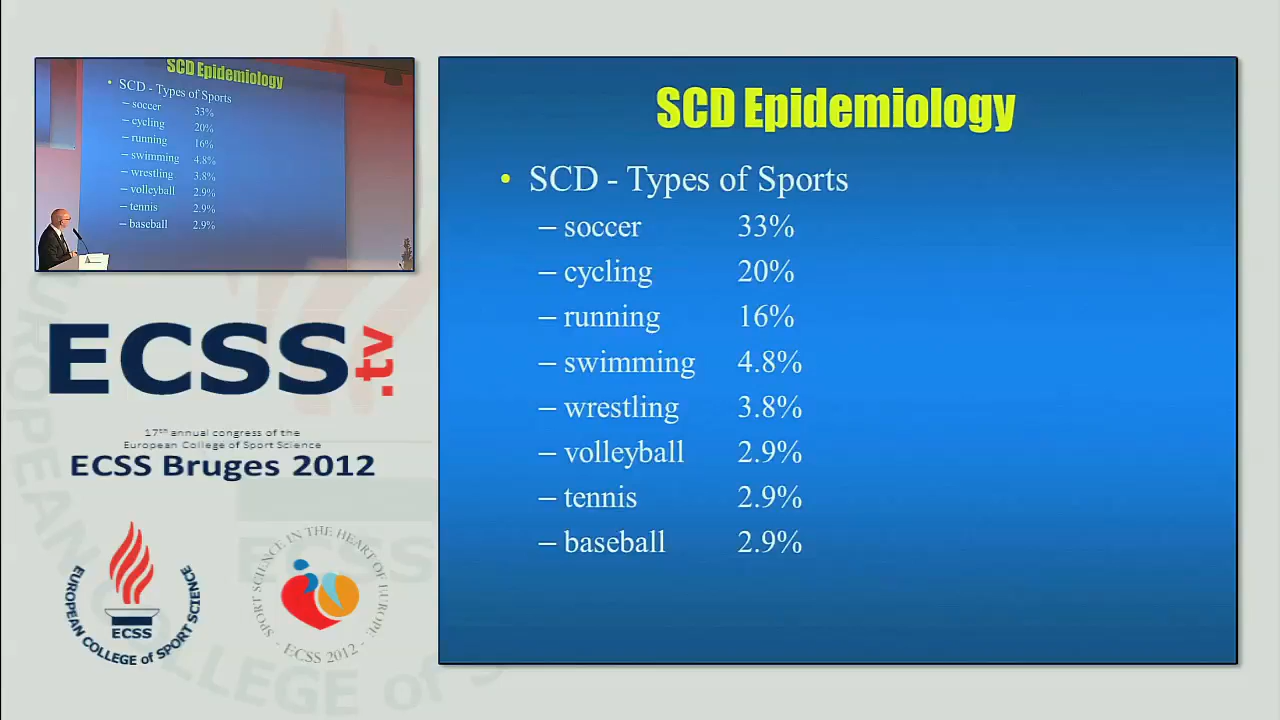 SCD Epidemiology
• SCD - Types of Sports
– soccer 33%
– cycling 20%
– running 16%
– swimming 4.8%
– wrestling 3.8%
– volleyball 2.9%
– tennis 2.9%
– baseball 2.9%
SCD Epidemiology
• SCD - Types of Sports
– soccer 33%
– cycling 20%
– running 16%
– swimming 4.8%
– wrestling 3.8%
– volleyball 2.9%
– tennis 2.9%
– baseball 2.9%
ECSS.tv
17th annual congress of the
European College of Sport Science
ECSS Bruges 2012
EUROPEAN COLLEGE of SPORT SCIENCE
ECSS
SPORT SCIENCE IN THE HEART OF EUROPE
- ECSS 2012 -